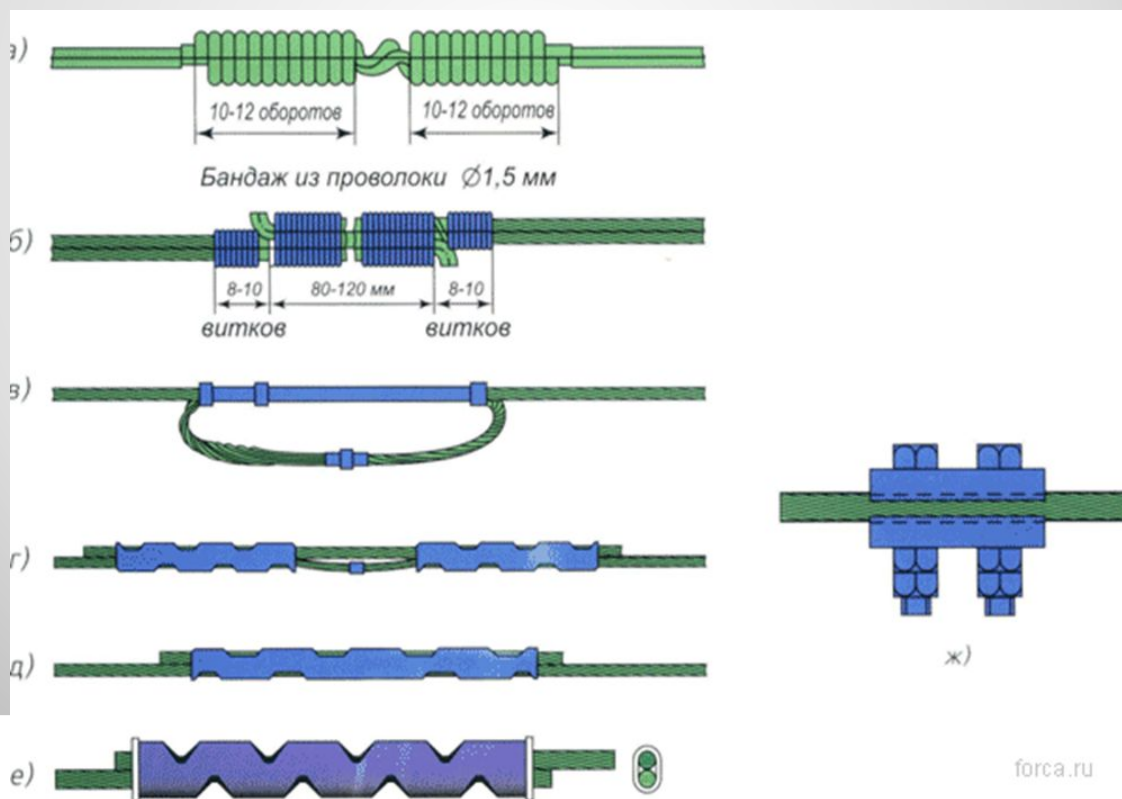 а)
10-12 оборотов 10-12 оборотов
Бандаж из проволоки Ø1,5 мм
б)
8-10 80-120 мм 8-10
витков витков
в)
г)
ж)
д)
е)
forca.ru